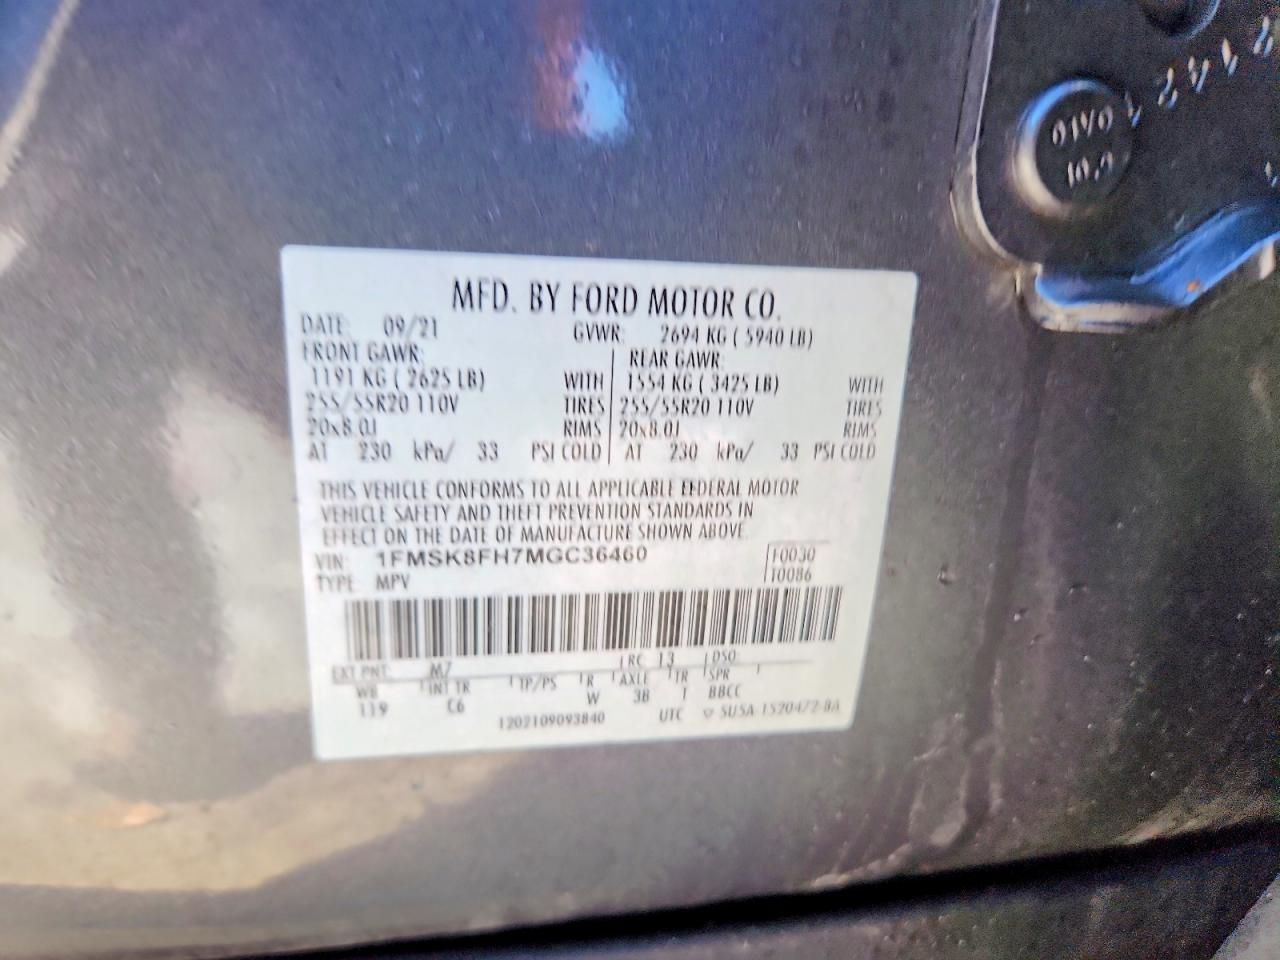 MFD. BY FORD MOTOR CO.
DATE: 09/21 GVWR: 2694 KG ( 5940 LB)
FRONT GAWR: REAR GAWR:
1191 KG ( 2625 LB) WITH 1554 KG ( 3425 LB) WITH
255/55R20 110V TIRES 255/55R20 110V TIRES
20x8.0J RIMS 20x8.0J RIMS
AT 230 kPa/ 33 PSI COLD AT 230 kPa/ 33 PSI COLD
THIS VEHICLE CONFORMS TO ALL APPLICABLE FEDERAL MOTOR
VEHICLE SAFETY AND THEFT PREVENTION STANDARDS IN
EFFECT ON THE DATE OF MANUFACTURE SHOWN ABOVE.
VIN: 1FMSK8FH7MGC36460 F0030
TYPE: MPV T0086
EXT PNT: M7 RC: 13 DSO:
WB INT TR TP/PS R AXLE TR SPR
119 C6 W 3B T BBCC
1202109093840 UTC ▽ SU5A-1520472-BA